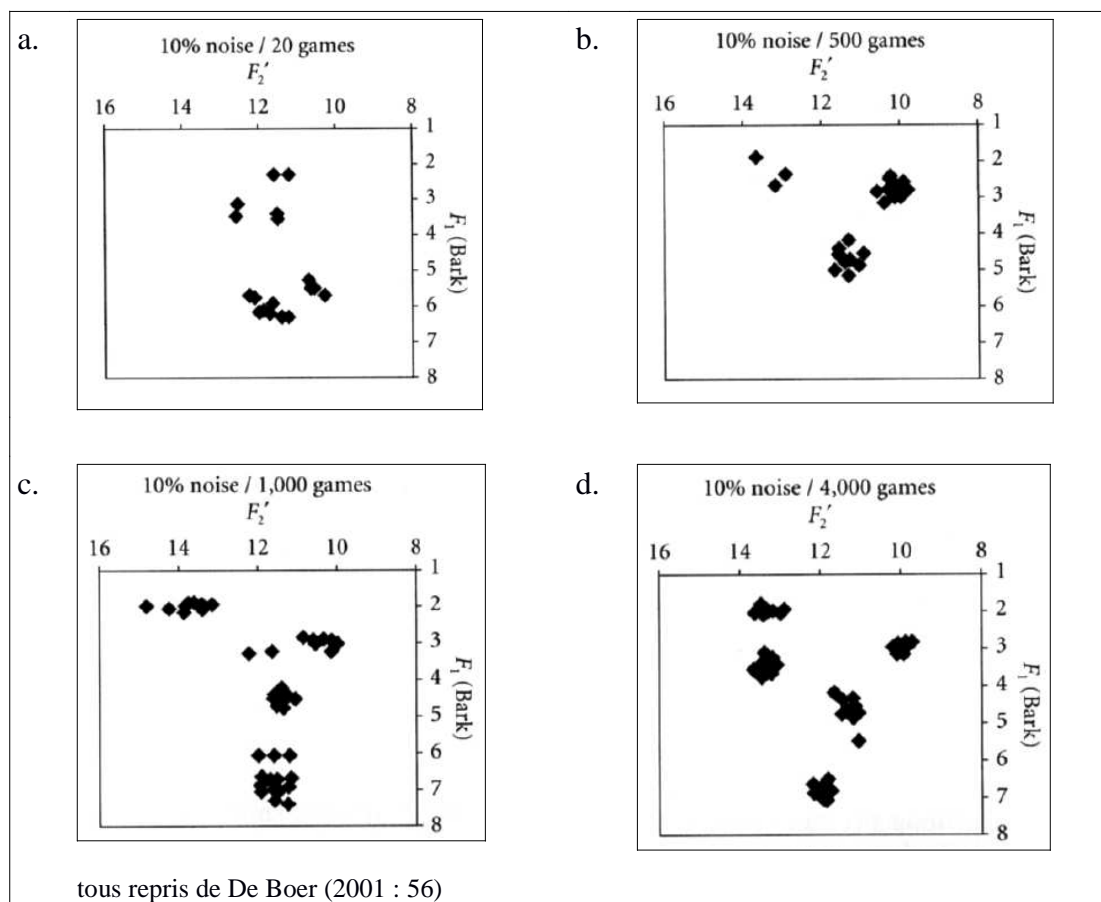 a.
10% noise / 20 games
F₂′
16 14 12 10 8
1
2
3
4
5
6
7
8
F₁ (Bark)
b.
10% noise / 500 games
F₂′
16 14 12 10 8
1
2
3
4
5
6
7
8
F₁ (Bark)
c.
10% noise / 1,000 games
F₂′
16 14 12 10 8
1
2
3
4
5
6
7
8
F₁ (Bark)
d.
10% noise / 4,000 games
F₂′
16 14 12 10 8
1
2
3
4
5
6
7
8
F₁ (Bark)
tous repris de De Boer (2001 : 56)